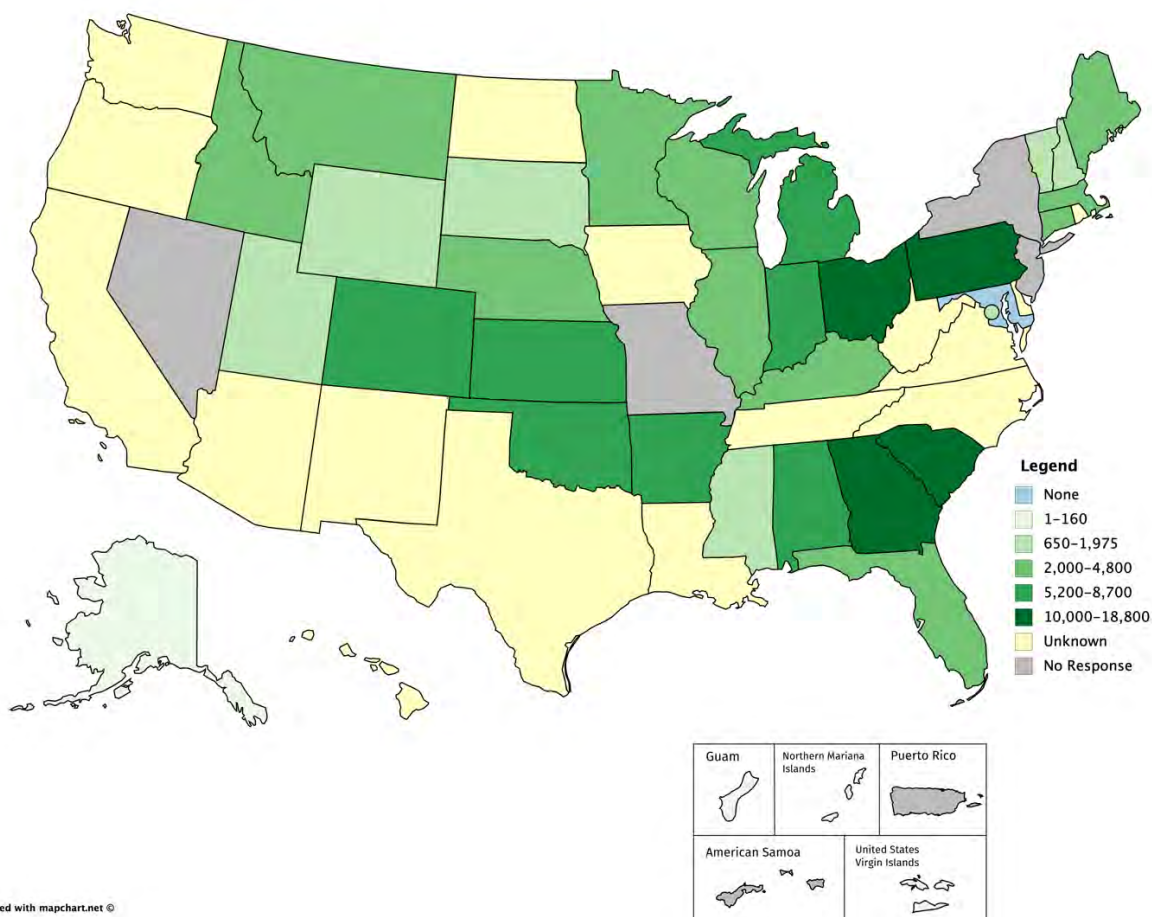 Legend
None
1–160
650–1,975
2,000–4,800
5,200–8,700
10,000–18,800
Unknown
No Response
Guam
Northern Mariana
Islands
Puerto Rico
American Samoa
United States
Virgin Islands
ed with mapchart.net ©